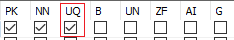 PK NN UQ B UN ZF AI G